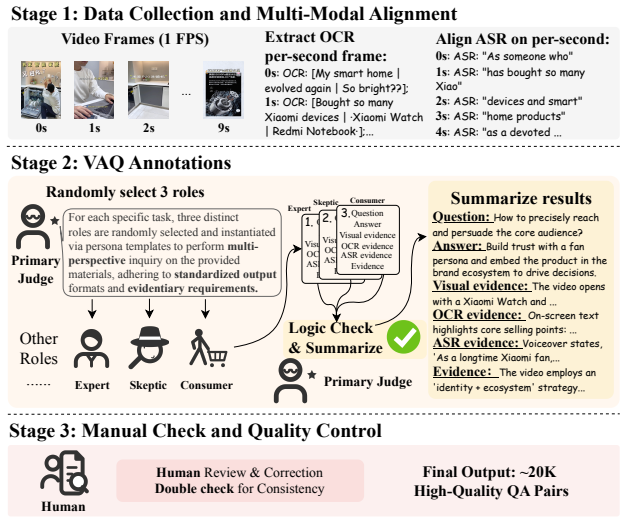 Stage 1: Data Collection and Multi-Modal Alignment
Video Frames (1 FPS)
0s
1s
2s
...
9s
Extract OCR
per-second frame:
0s: OCR: [My smart home |
evolved again | So bright??];
1s: OCR: [Bought so many
Xiaomi devices | ·Xiaomi Watch
| Redmi Notebook·];...
Align ASR on per-second:
0s: ASR: "As someone who"
1s: ASR: "has bought so many
Xiao"
2s: ASR: "devices and smart"
3s: ASR: "home products"
4s: ASR: "as a devoted ...
Stage 2: VAQ Annotations
Randomly select 3 roles
Primary
Judge
For each specific task, three distinct
roles are randomly selected and instantiated
via persona templates to perform multi-
perspective inquiry on the provided
materials, adhering to standardized output
formats and evidentiary requirements.
Other
Roles
......
Expert
Skeptic
Consumer
Expert
Skeptic
Consumer
1.
2.
3. Question
Answer
Visual evidence
OCR evidence
ASR evidence
Evidence
Logic Check
& Summarize
Primary Judge
Summarize results
Question: How to precisely reach
and persuade the core audience?
Answer: Build trust with a fan
persona and embed the product in the
brand ecosystem to drive decisions.
Visual evidence: The video opens
with a Xiaomi Watch and ...
OCR evidence: On-screen text
highlights core selling points: ...
ASR evidence: Voiceover states,
'As a longtime Xiaomi fan,...
Evidence: The video employs an
'identity + ecosystem' strategy...
Stage 3: Manual Check and Quality Control
Human
Human Review & Correction
Double check for Consistency
Final Output: ~20K
High-Quality QA Pairs